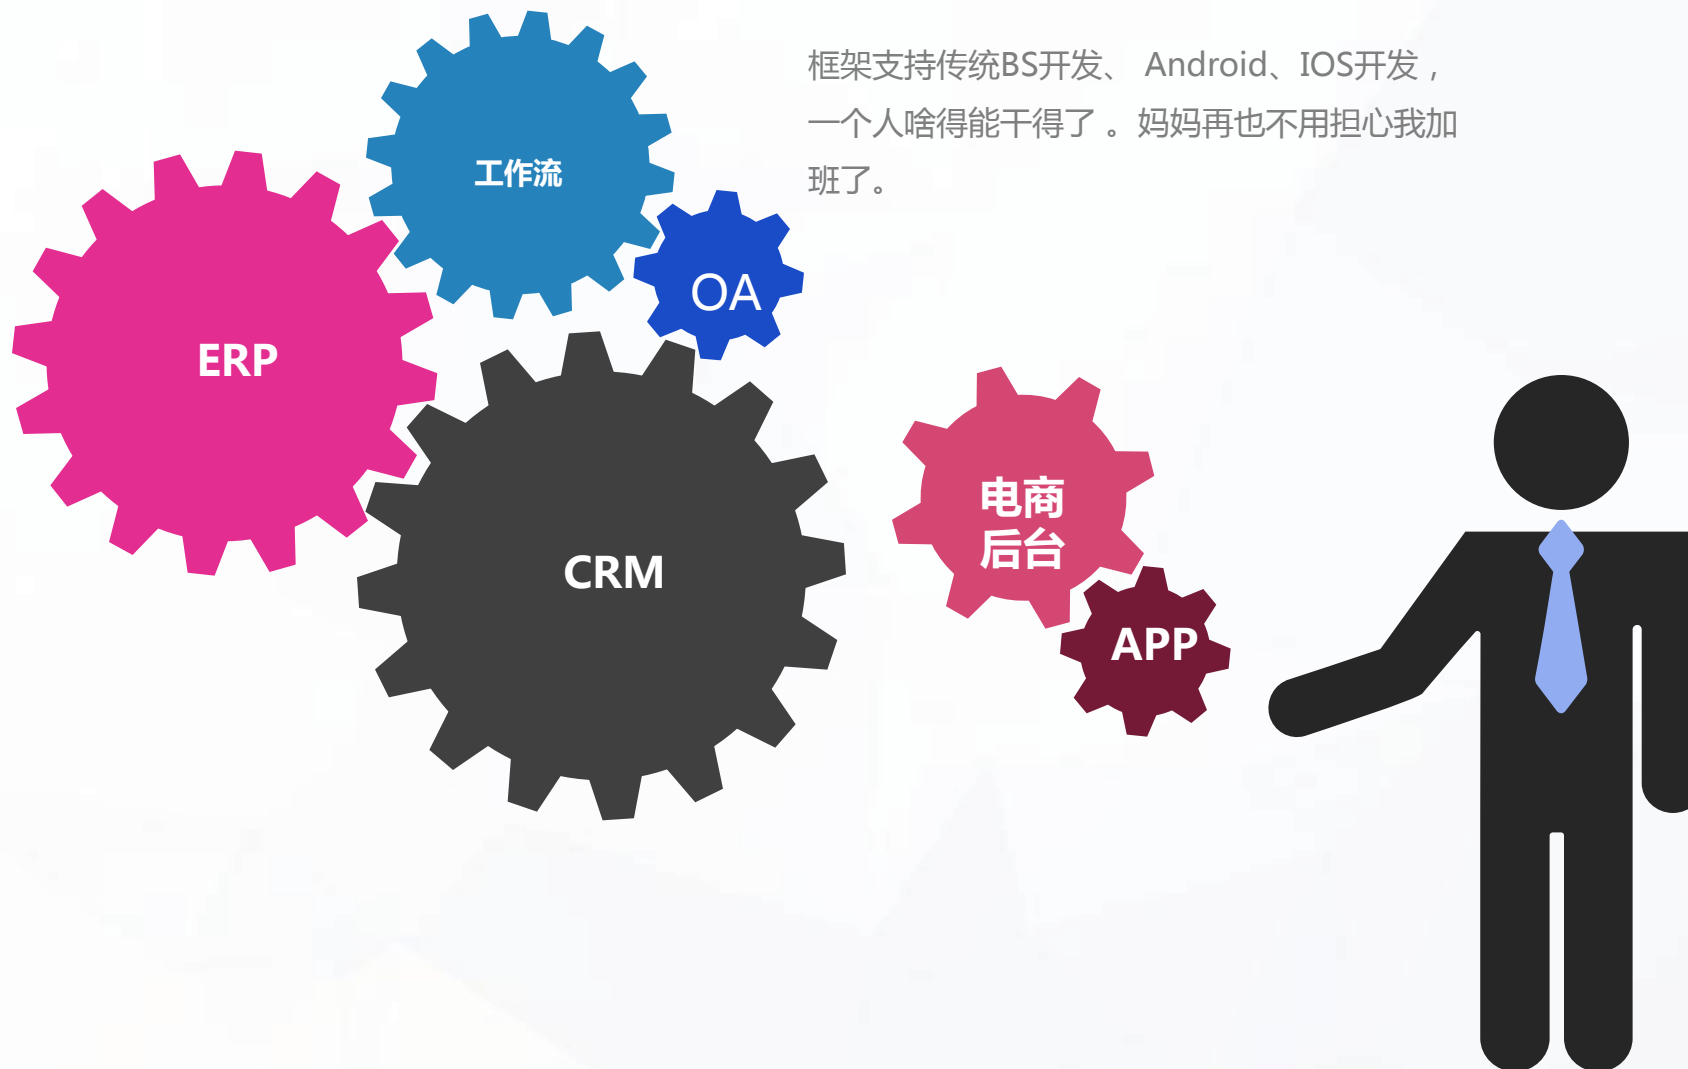 框架支持传统BS开发、 Android、IOS开发，
一个人啥得能干得了 。妈妈再也不用担心我加
班了。
工作流
OA
ERP
CRM
电商
后台
APP